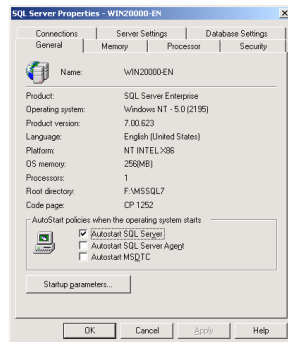 SQL Server Properties - WIN20000-EN
Connections Server Settings Database Settings
General Memory Processor Security
Name: WIN20000-EN
Product: SQL Server Enterprise
Operating system: Windows NT - 5.0 (2195)
Product version: 7.00.623
Language: English (United States)
Platform: NT INTEL X86
OS memory: 256(MB)
Processors: 1
Root directory: F:\MSSQL7
Code page: CP 1252
AutoStart policies when the operating system starts
Autostart SQL Server
Autostart SQL Server Agent
Autostart MSDTC
Startup parameters...
OK Cancel Apply Help